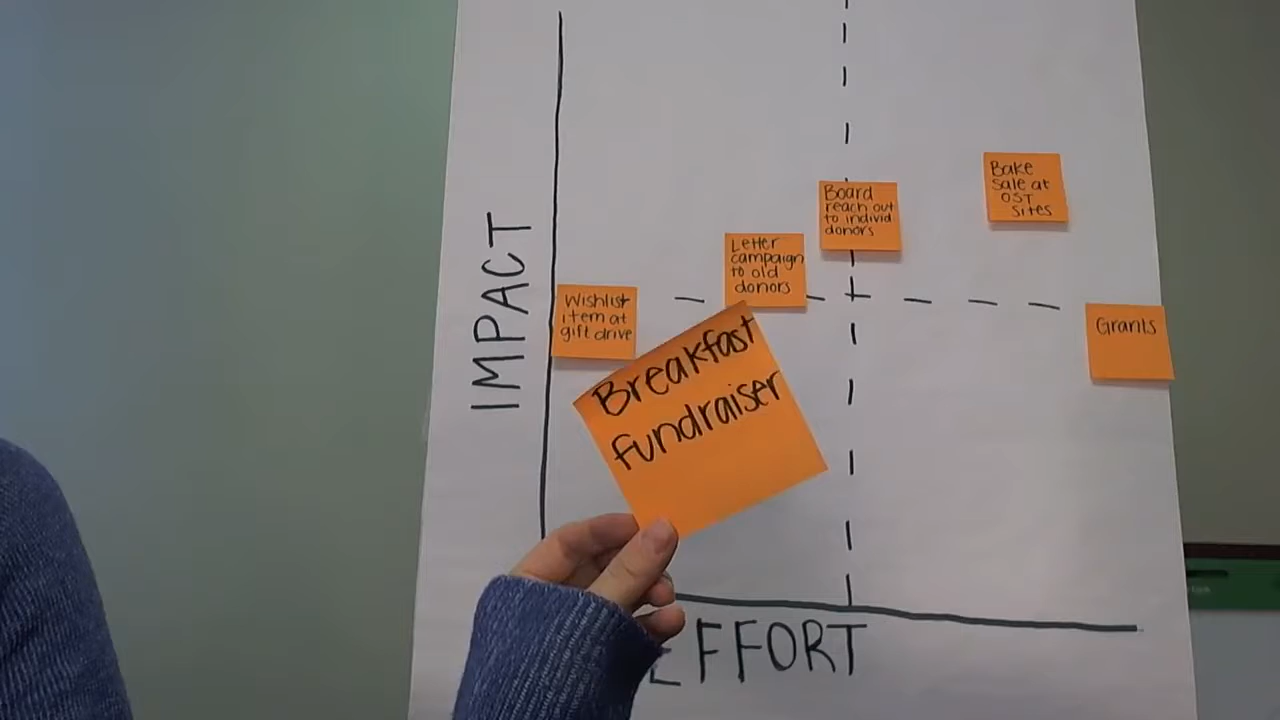 Bake
sale at
OST
sites
Board
reach out
to individ
donors
Letter
campaign
to old
donors
Wishlist
item at
gift drive
Grants
Breakfast
fundraiser
IMPACT
EFFORT